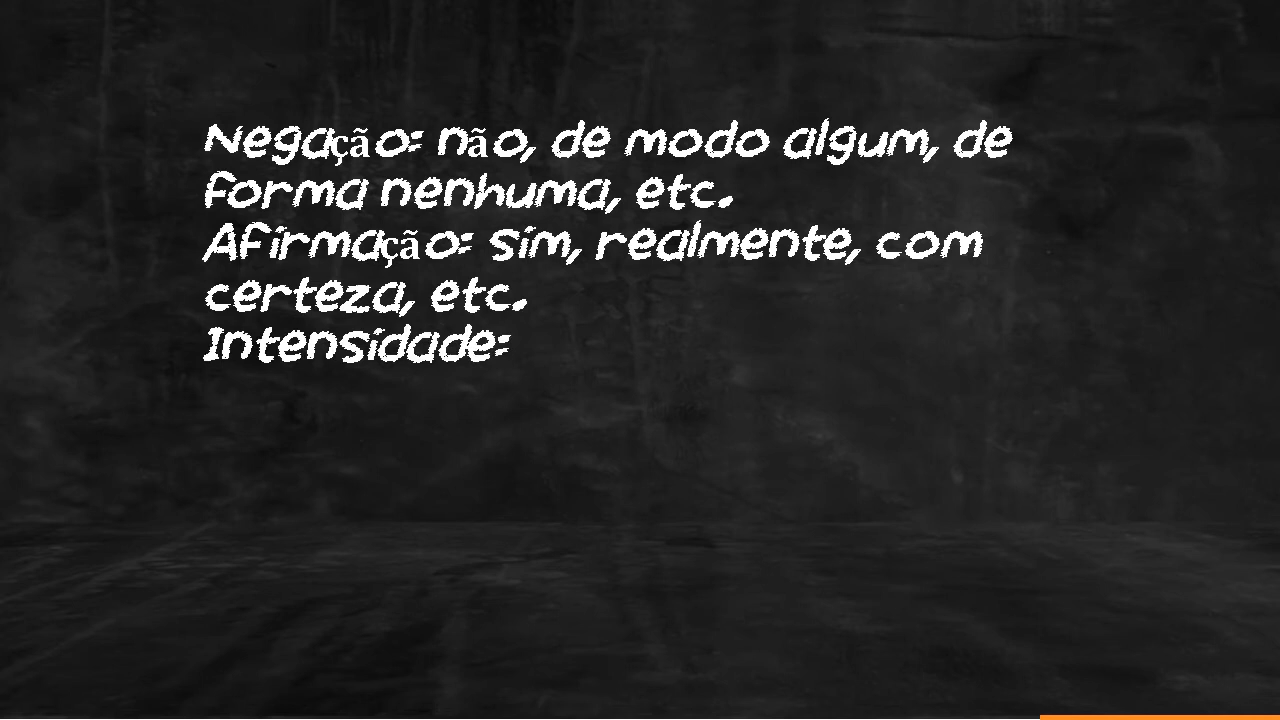 Negação: não, de modo algum, de
forma nenhuma, etc.
Afirmação: sim, realmente, com
certeza, etc.
Intensidade: